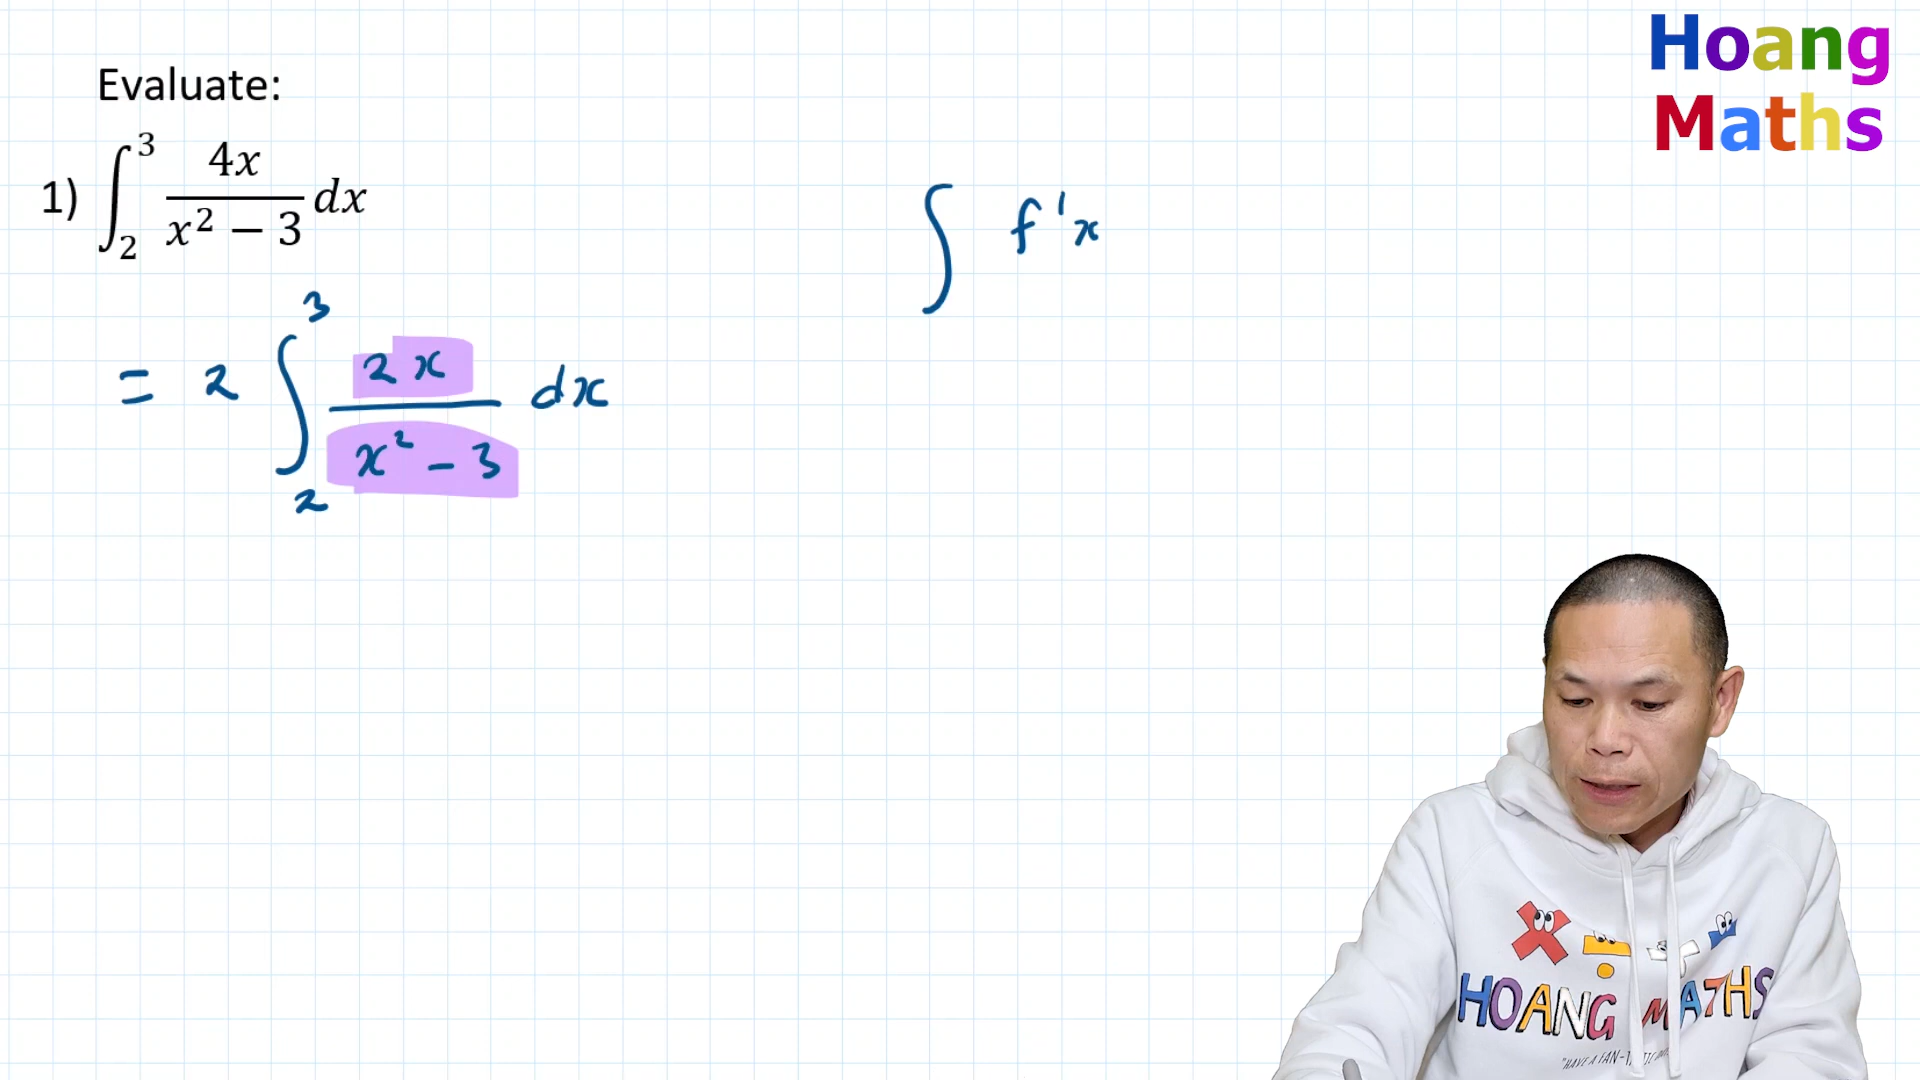 Hoang
Maths
Evaluate:
1) ∫₂³ 4x/(x² − 3) dx
∫ f'x
= 2 ∫₂³ 2x/(x² − 3) dx
HOANG MATHS